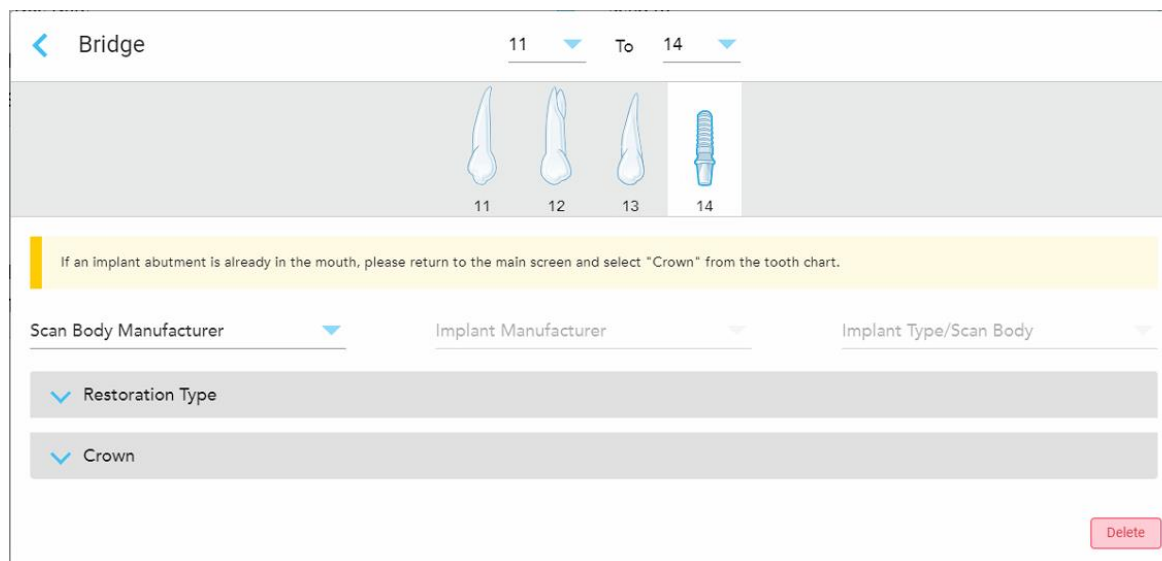 Bridge 11 To 14
11 12 13 14
If an implant abutment is already in the mouth, please return to the main screen and select "Crown" from the tooth chart.
Scan Body Manufacturer Implant Manufacturer Implant Type/Scan Body
Restoration Type
Crown
Delete